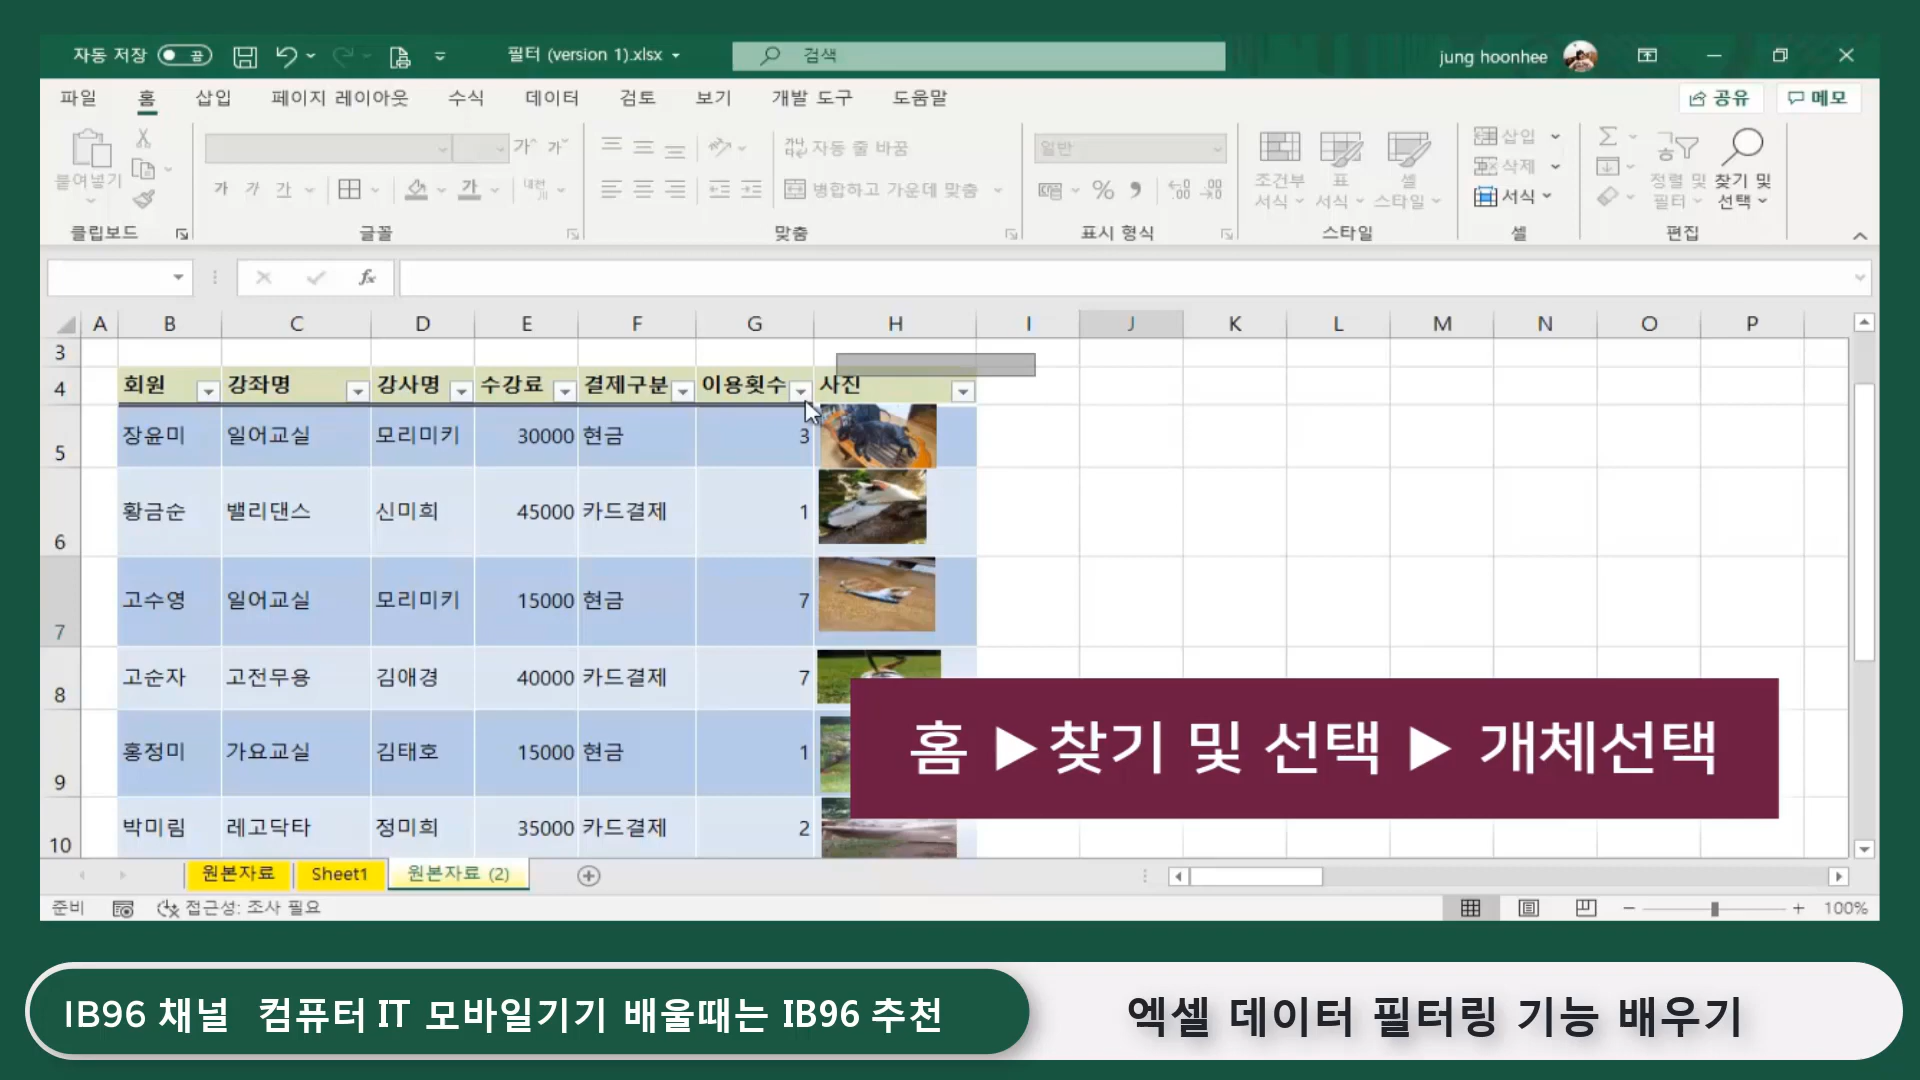 자동 저장 끔 필터 (version 1).xlsx 검색 jung hoonhee
파일 홈 삽입 페이지 레이아웃 수식 데이터 검토 보기 개발 도구 도움말 공유 메모
가 가 자동 줄 바꿈 일반 삽입
붙여넣기 삭제
가 가 간 가 병합하고 가운데 맞춤 % 서식
조건부 서식 표 서식 셀 스타일 정렬 및 필터 찾기 및 선택
클립보드 글꼴 맞춤 표시 형식 스타일 셀 편집
fx
A B C D E F G H I J K L M N O P
3
4 회원 강좌명 강사명 수강료 결제구분 이용횟수 사진
5 장윤미 일어교실 모리미키 30000 현금 3
6 황금순 밸리댄스 신미희 45000 카드결제 1
7 고수영 일어교실 모리미키 15000 현금 7
8 고순자 고전무용 김애경 40000 카드결제 7
9 홍정미 가요교실 김태호 15000 현금 1
10 박미림 레고닥타 정미희 35000 카드결제 2
홈 ▶찾기 및 선택 ▶ 개체선택
원본자료 Sheet1 원본자료 (2)
준비 접근성: 조사 필요 100%
IB96 채널 컴퓨터 IT 모바일기기 배울때는 IB96 추천
엑셀 데이터 필터링 기능 배우기